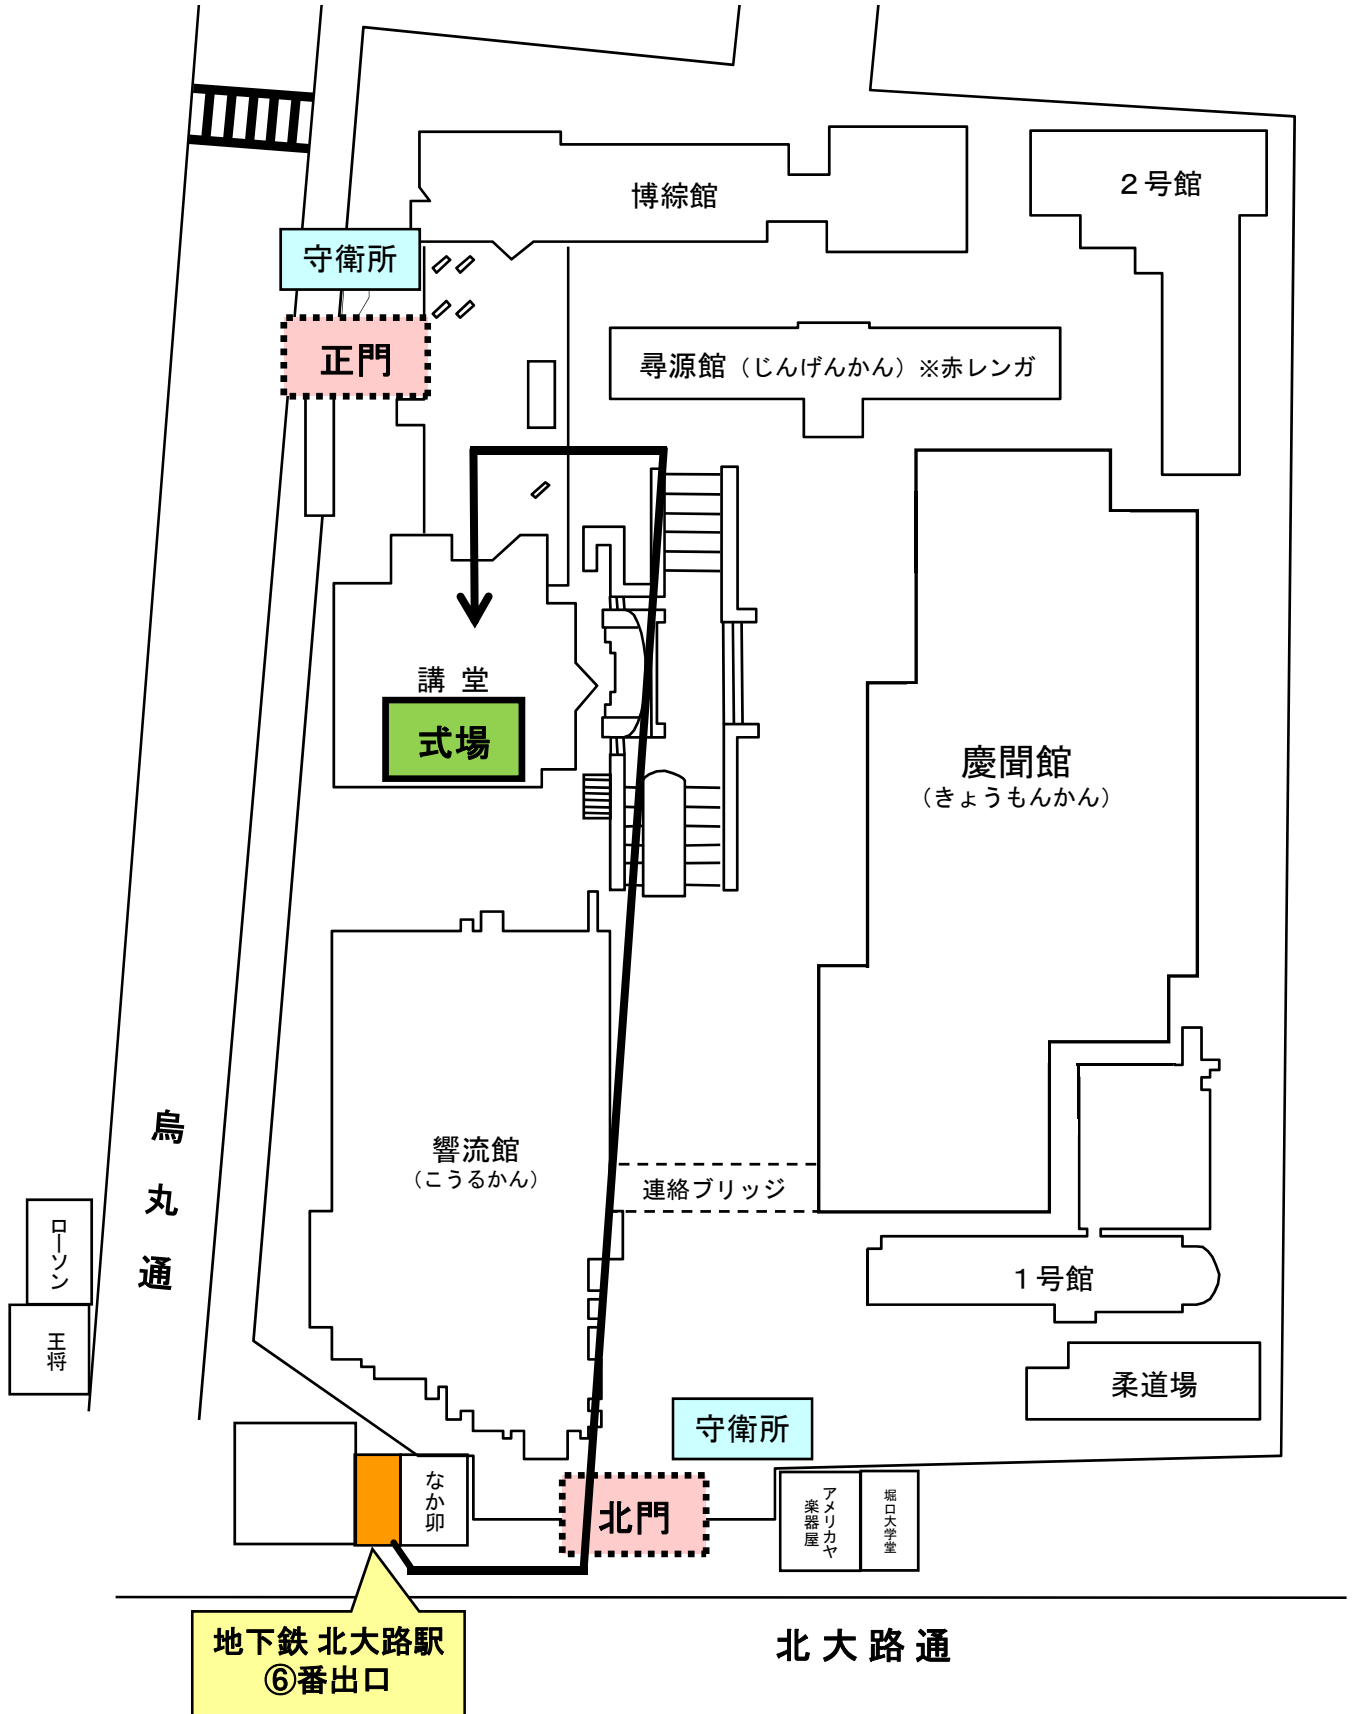 博綜館
２号館
守衛所
正門
尋源館（じんげんかん）※赤レンガ
講 堂
式場
慶聞館
（きょうもんかん）
烏丸通
響流館
（こうるかん）
連絡ブリッジ
ローソン
王将
１号館
柔道場
守衛所
なか卯
北門
アメリカヤ
楽器屋
堀口大学堂
地下鉄 北大路駅
⑥番出口
北大路通